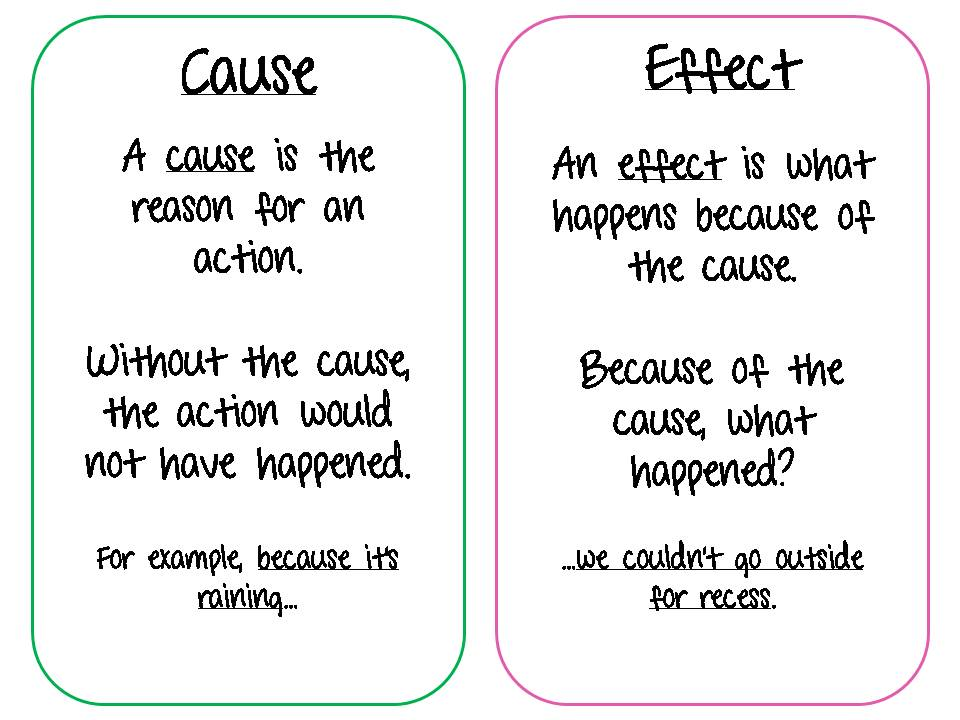 Cause
A cause is the
reason for an
action.
Without the cause,
the action would
not have happened.
For example, because it's
raining...
Effect
An effect is what
happens because of
the cause.
Because of the
cause, what
happened?
...we couldn't go outside
for recess.